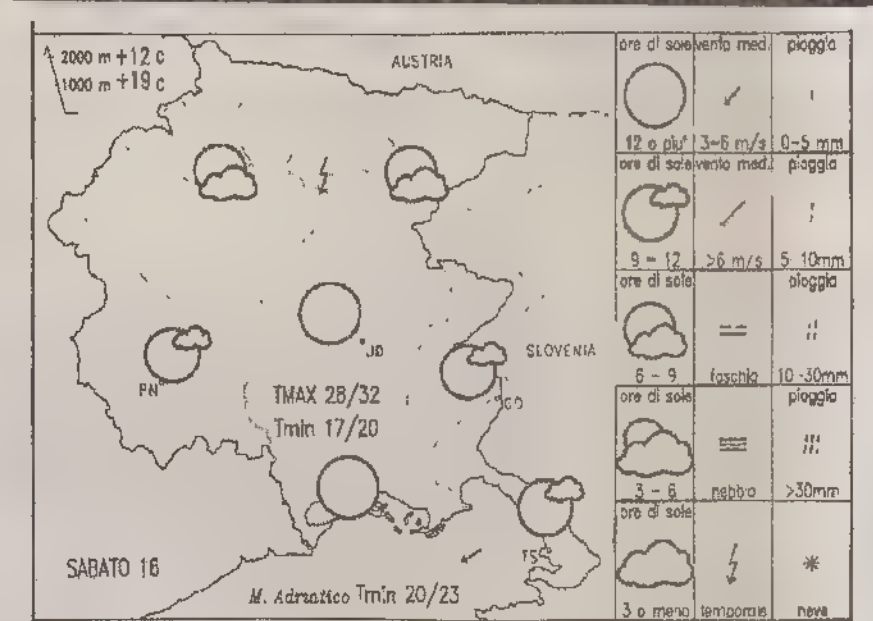 2000 m +12 c
1000 m +19 c
AUSTRIA
SLOVENIA
PN
UD
GO
TMAX 28/32
Tmin 17/20
TS
SABATO 16
M. Adriatico Tmin 20/23
ore di sole vento med. pioggia
12 o piu' 3-6 m/s 0-5 mm
ore di sole vento med. pioggia
9 - 12 >6 m/s 5-10mm
ore di sole pioggia
6 - 9 foschia 10-30mm
ore di sole pioggia
3 - 6 nebbia >30mm
ore di sole
3 o meno temporale neve